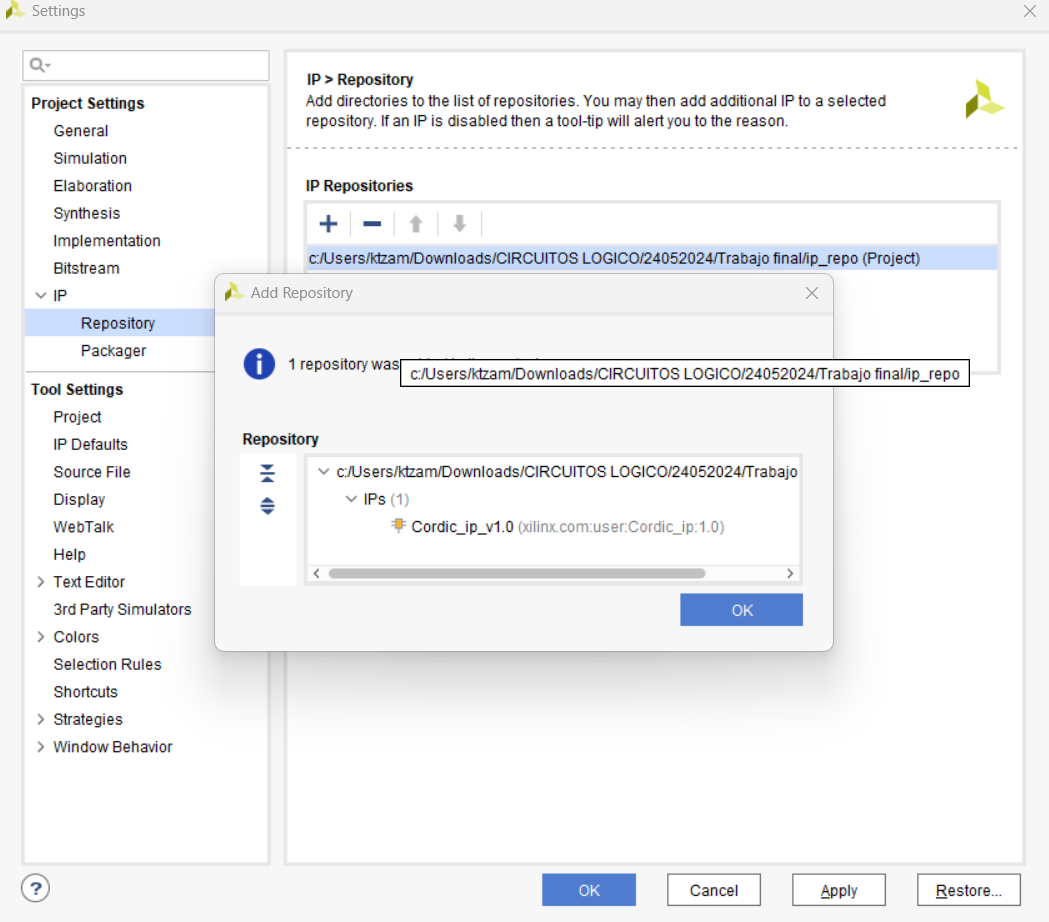 Settings
Project Settings
General
Simulation
Elaboration
Synthesis
Implementation
Bitstream
IP
Repository
Packager
Tool Settings
Project
IP Defaults
Source File
Display
WebTalk
Help
Text Editor
3rd Party Simulators
Colors
Selection Rules
Shortcuts
Strategies
Window Behavior
IP > Repository
Add directories to the list of repositories. You may then add additional IP to a selected
repository. If an IP is disabled then a tool-tip will alert you to the reason.
IP Repositories
c:/Users/ktzam/Downloads/CIRCUITOS LOGICO/24052024/Trabajo final/ip_repo (Project)
Add Repository
1 repository was
c:/Users/ktzam/Downloads/CIRCUITOS LOGICO/24052024/Trabajo final/ip_repo
Repository
c:/Users/ktzam/Downloads/CIRCUITOS LOGICO/24052024/Trabajo
IPs (1)
Cordic_ip_v1.0 (xilinx.com:user:Cordic_ip:1.0)
OK
?
OK
Cancel
Apply
Restore...